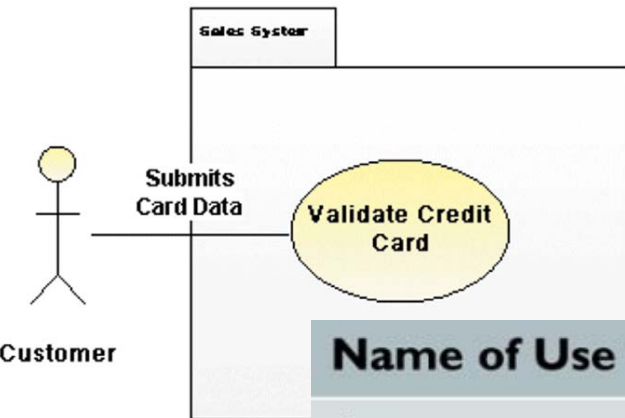 Sales System
Submits
Card Data
Validate Credit
Card
Customer
Name of Use